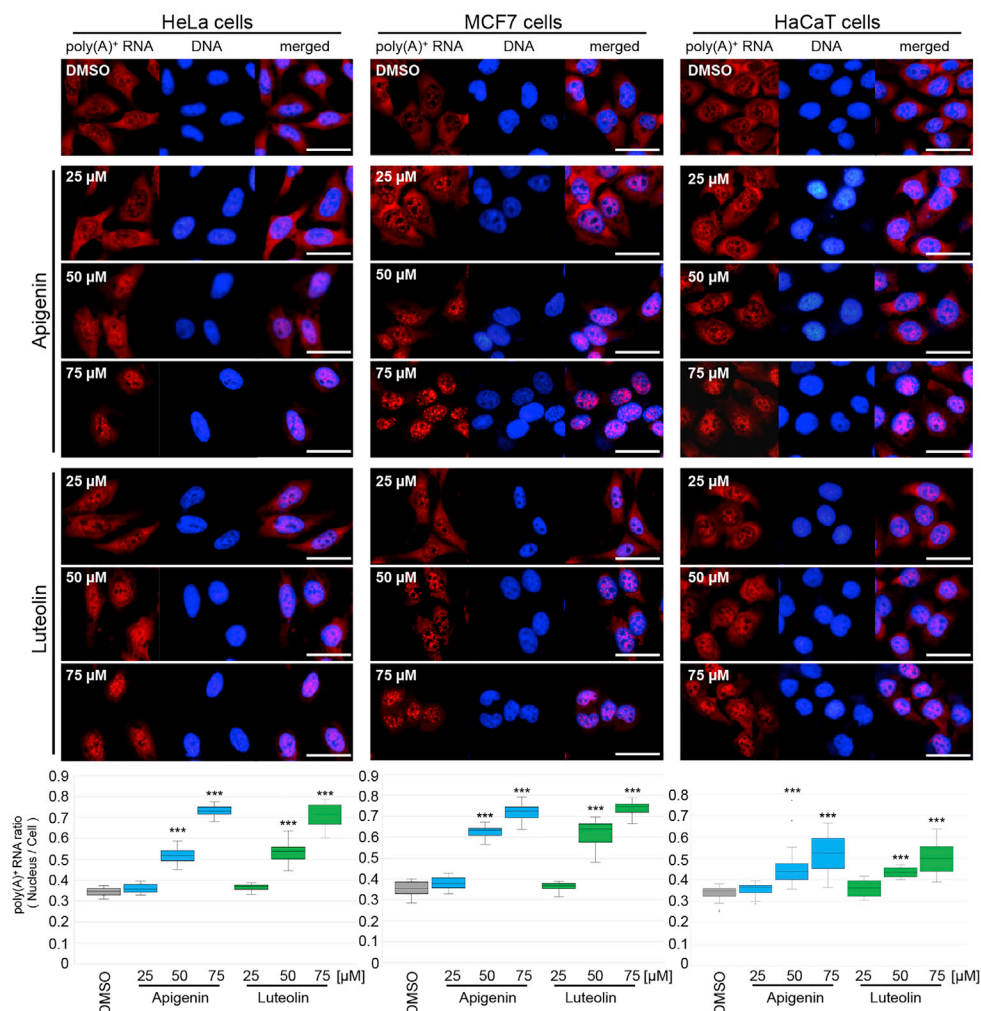 HeLa cells MCF7 cells HaCaT cells
poly(A)+ RNA DNA merged poly(A)+ RNA DNA merged poly(A)+ RNA DNA merged
DMSO DMSO DMSO
Apigenin
25 µM 25 µM 25 µM
50 µM 50 µM 50 µM
75 µM 75 µM 75 µM
Luteolin
25 µM 25 µM 25 µM
50 µM 50 µM 50 µM
75 µM 75 µM 75 µM
poly(A)+ RNA ratio
( Nucleus / Cell )
0.9 0.9 0.9
0.8 0.8 0.8
0.7 0.7 0.7
0.6 0.6 0.6
0.5 0.5 0.5
0.4 0.4 0.4
0.3 0.3 0.3
0.2 0.2 0.2
0.1 0.1 0.1
0 0 0
*** *** *** *** *** *** *** *** *** *** *** ***
DMSO 25 50 75 25 50 75 [µM] DMSO 25 50 75 25 50 75 [µM] DMSO 25 50 75 25 50 75 [µM]
Apigenin Luteolin Apigenin Luteolin Apigenin Luteolin